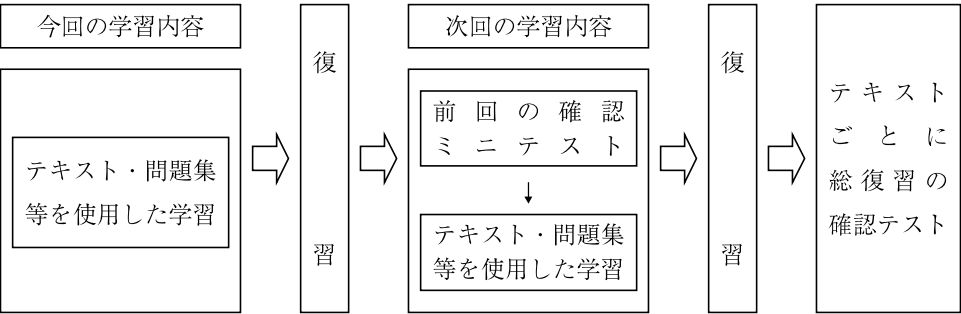 今回の学習内容
テキスト・問題集
等を使用した学習
復習
次回の学習内容
前回の確認
ミニテスト
テキスト・問題集
等を使用した学習
復習
テキスト
ごとに
総復習の
確認テスト